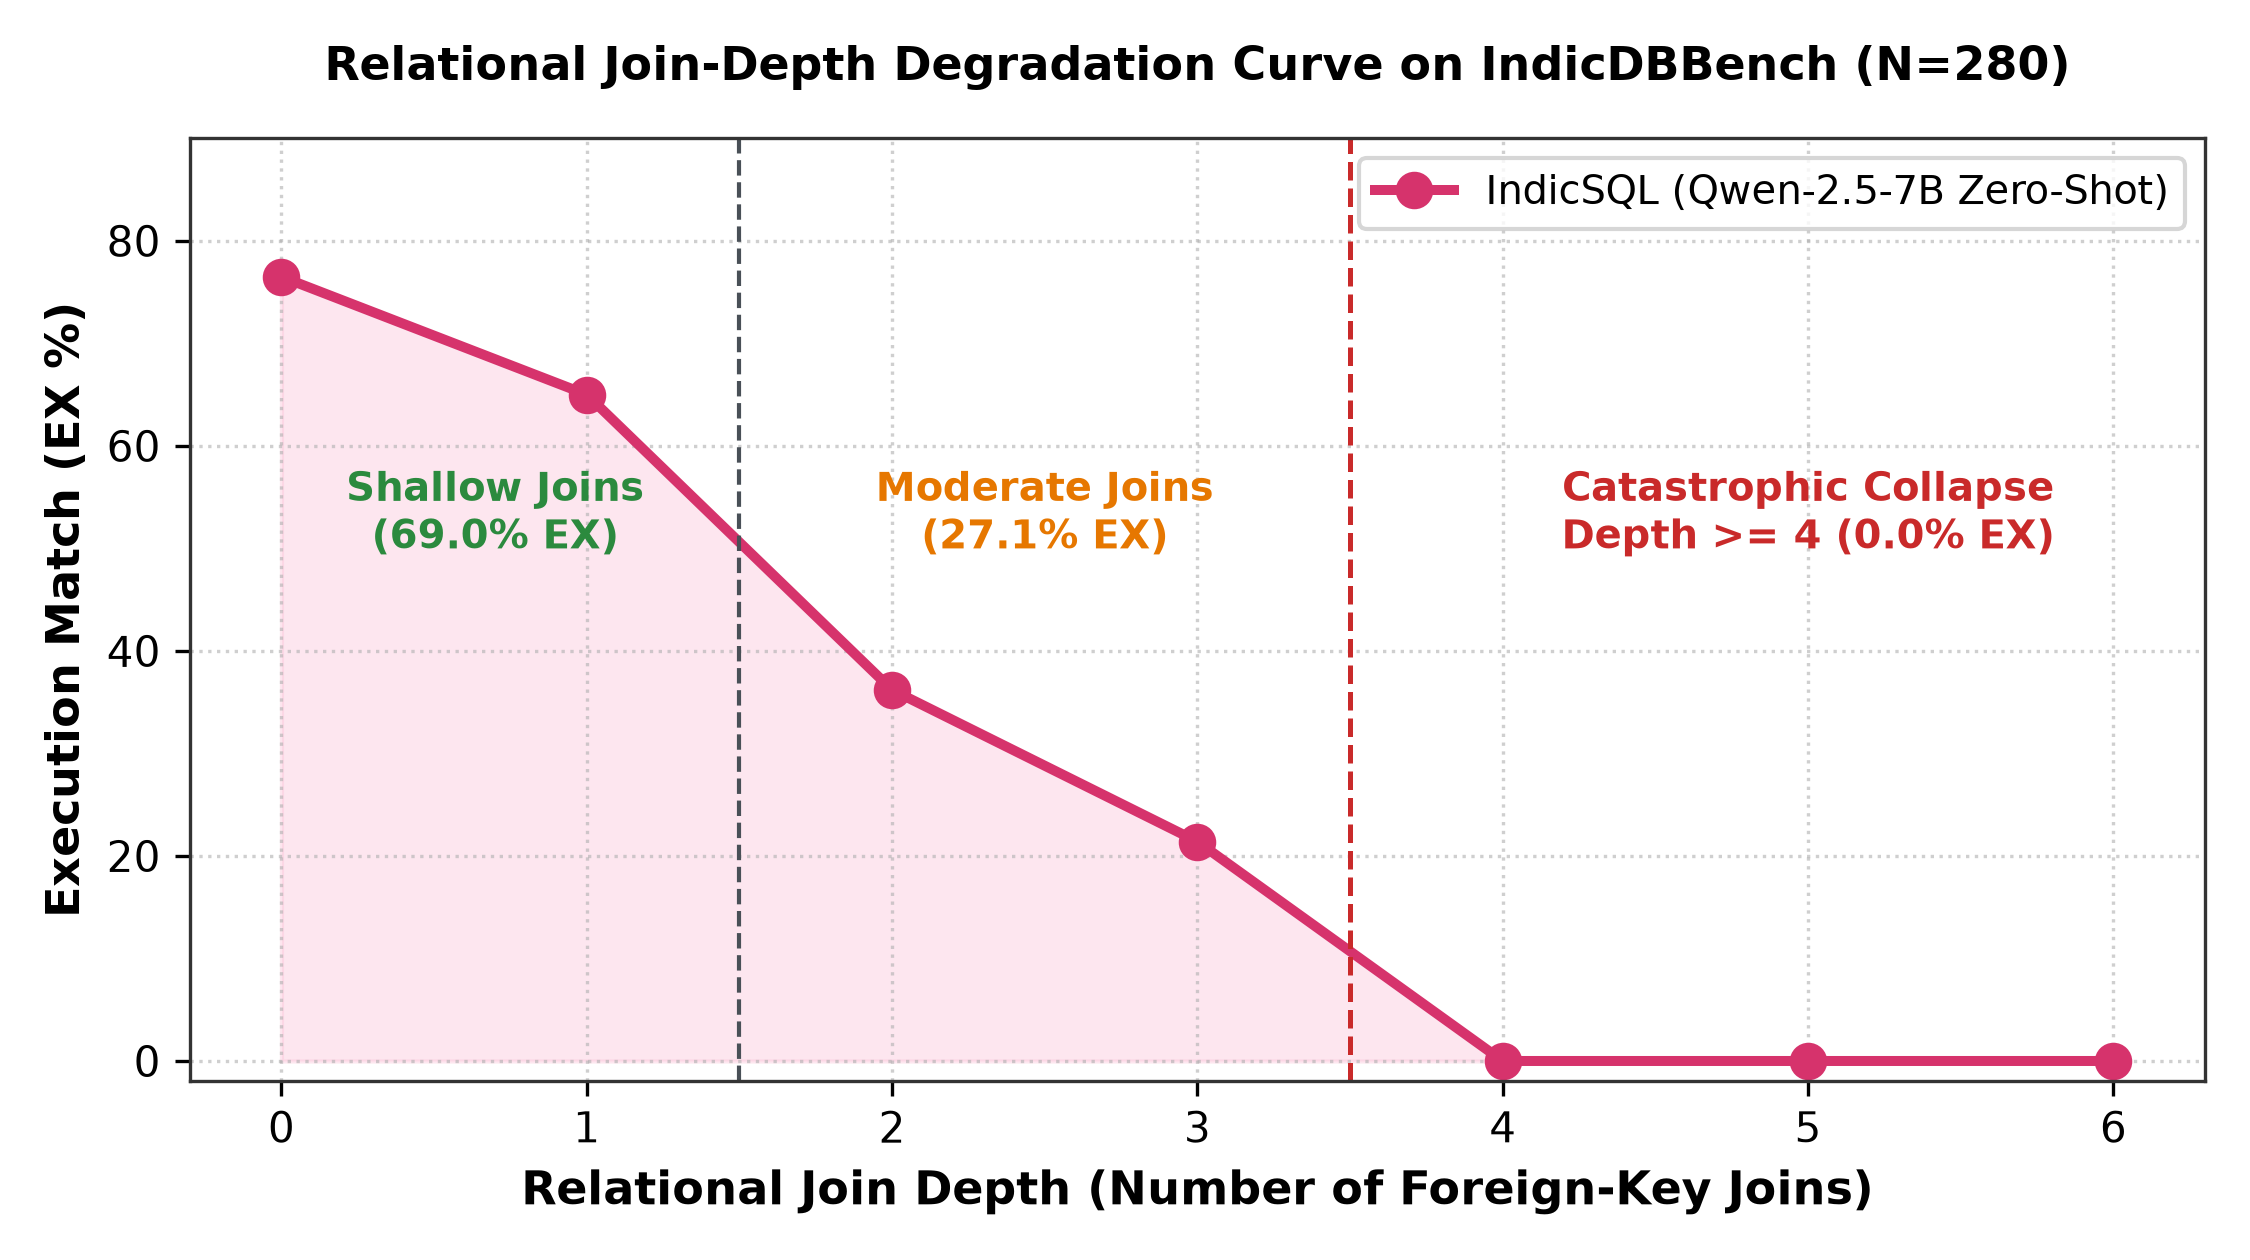 Relational Join-Depth Degradation Curve on IndicDBBench (N=280)
IndicSQL (Qwen-2.5-7B Zero-Shot)
Execution Match (EX %)
80
60
40
20
0
Shallow Joins
(69.0% EX)
Moderate Joins
(27.1% EX)
Catastrophic Collapse
Depth >= 4 (0.0% EX)
0 1 2 3 4 5 6
Relational Join Depth (Number of Foreign-Key Joins)